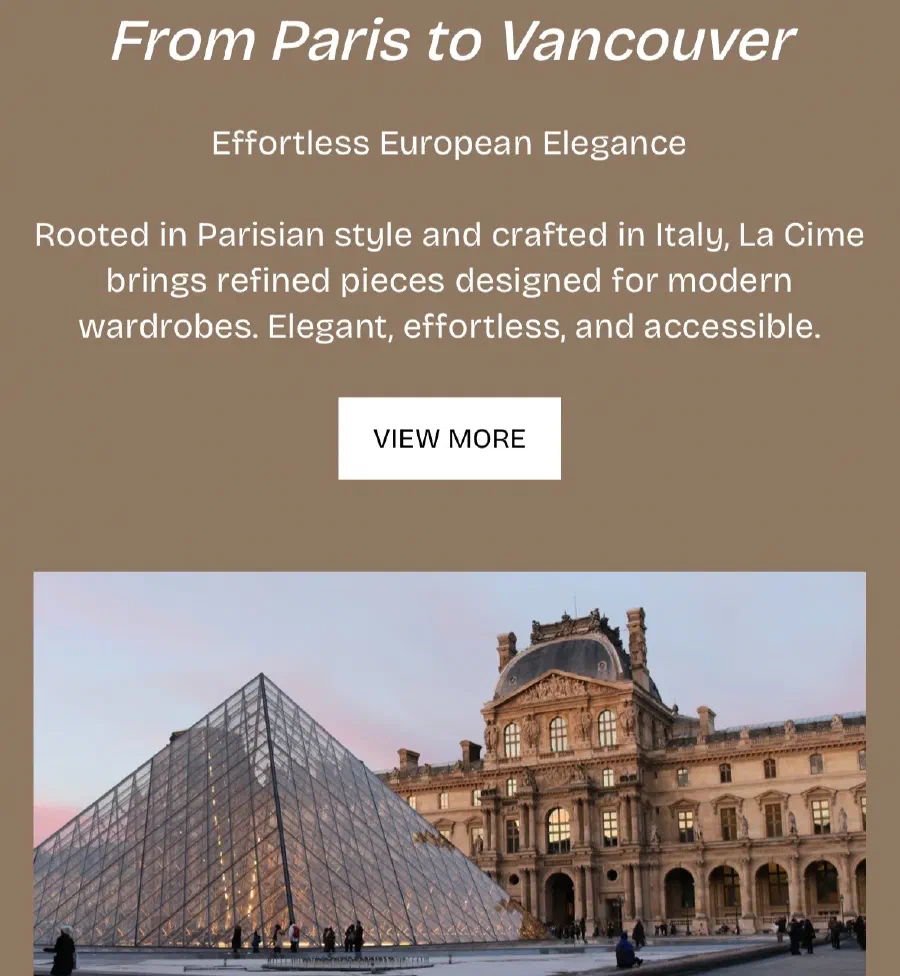 From Paris to Vancouver
Effortless European Elegance
Rooted in Parisian style and crafted in Italy, La Cime
brings refined pieces designed for modern
wardrobes. Elegant, effortless, and accessible.
VIEW MORE